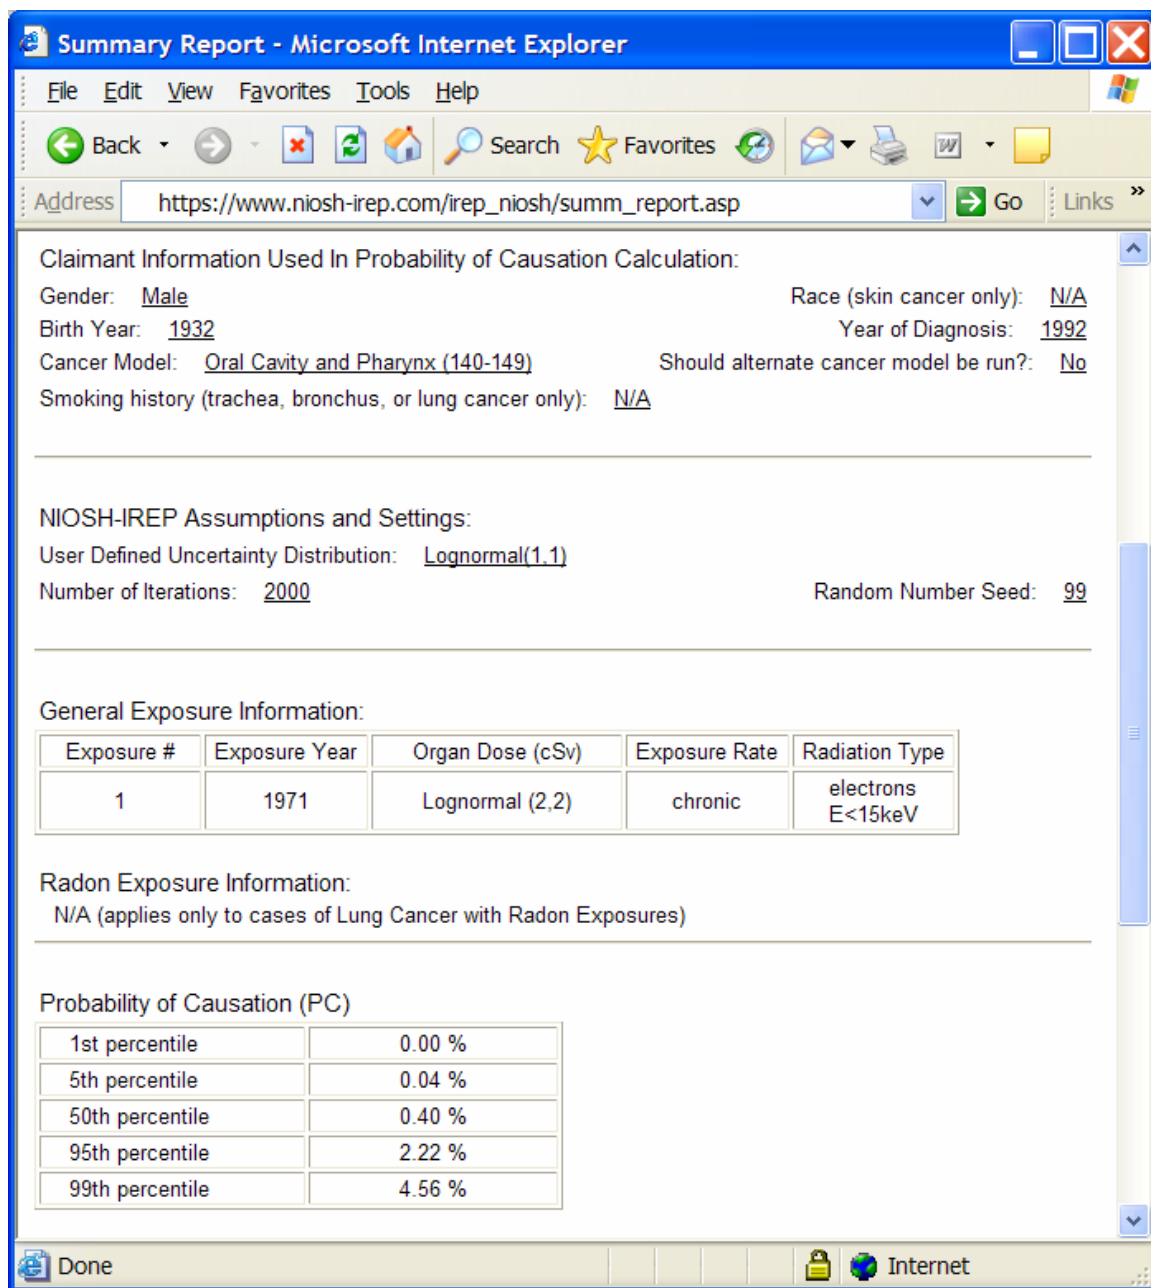 Summary Report - Microsoft Internet Explorer
File Edit View Favorites Tools Help
Back Search Favorites
Address https://www.niosh-irep.com/irep_niosh/summ_report.asp Go Links »
Claimant Information Used In Probability of Causation Calculation:
Gender: Male Race (skin cancer only): N/A
Birth Year: 1932 Year of Diagnosis: 1992
Cancer Model: Oral Cavity and Pharynx (140-149) Should alternate cancer model be run?: No
Smoking history (trachea, bronchus, or lung cancer only): N/A
NIOSH-IREP Assumptions and Settings:
User Defined Uncertainty Distribution: Lognormal(1,1)
Number of Iterations: 2000 Random Number Seed: 99
General Exposure Information:
Exposure # Exposure Year Organ Dose (cSv) Exposure Rate Radiation Type
1 1971 Lognormal (2,2) chronic electrons
E<15keV
Radon Exposure Information:
N/A (applies only to cases of Lung Cancer with Radon Exposures)
Probability of Causation (PC)
1st percentile 0.00 %
5th percentile 0.04 %
50th percentile 0.40 %
95th percentile 2.22 %
99th percentile 4.56 %
Done Internet